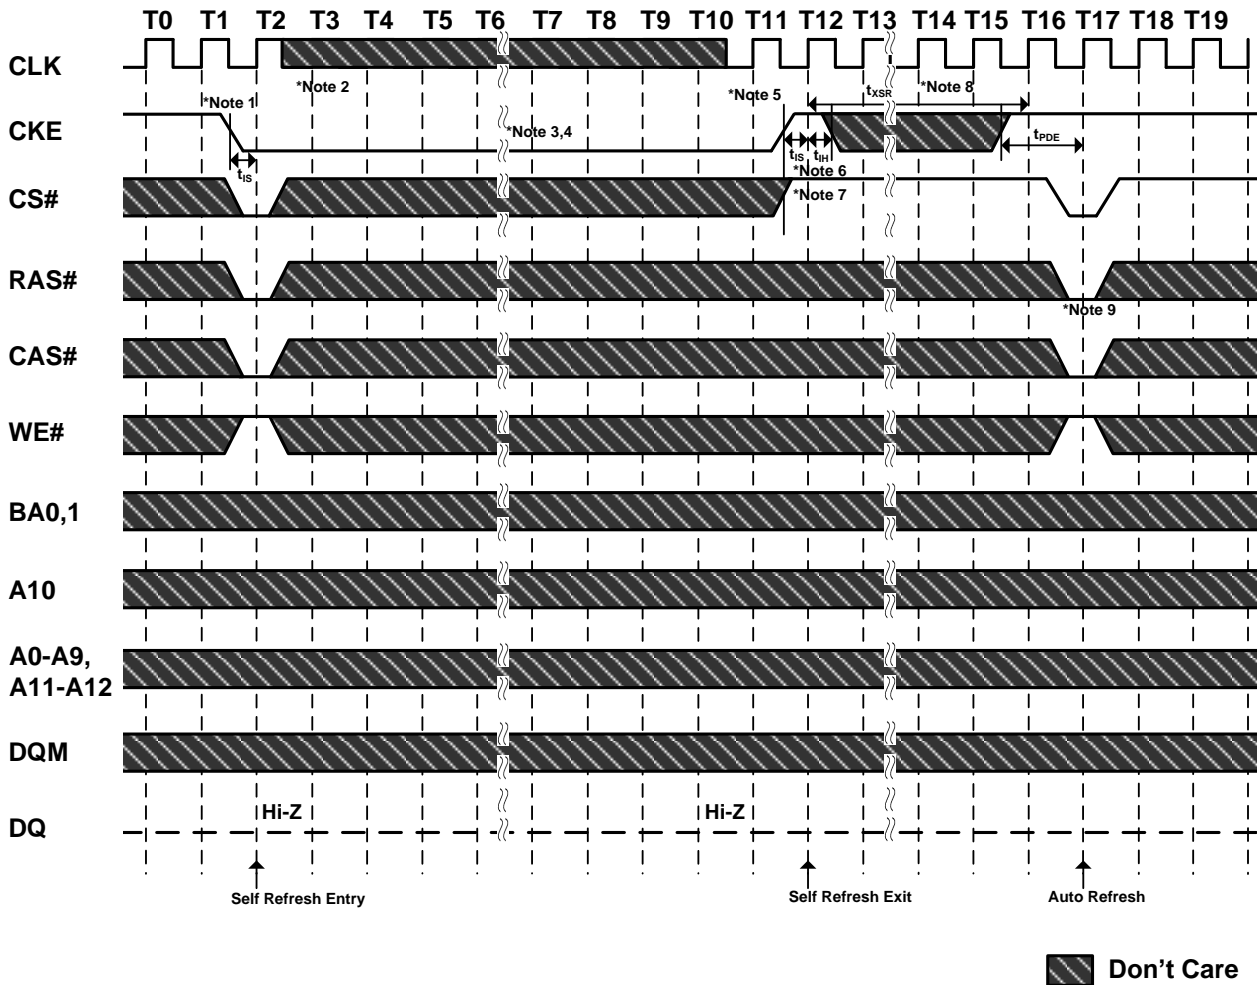 T0 T1 T2 T3 T4 T5 T6 T7 T8 T9 T10 T11 T12 T13 T14 T15 T16 T17 T18 T19
CLK
*Note 2
*Note 5
tXSR
*Note 8
*Note 1
CKE
*Note 3,4
tPDE
tIS
tIS
tIH
*Note 6
CS#
*Note 7
RAS#
*Note 9
CAS#
WE#
BA0,1
A10
A0-A9,
A11-A12
DQM
Hi-Z
Hi-Z
DQ
Self Refresh Entry
Self Refresh Exit
Auto Refresh
Don't Care